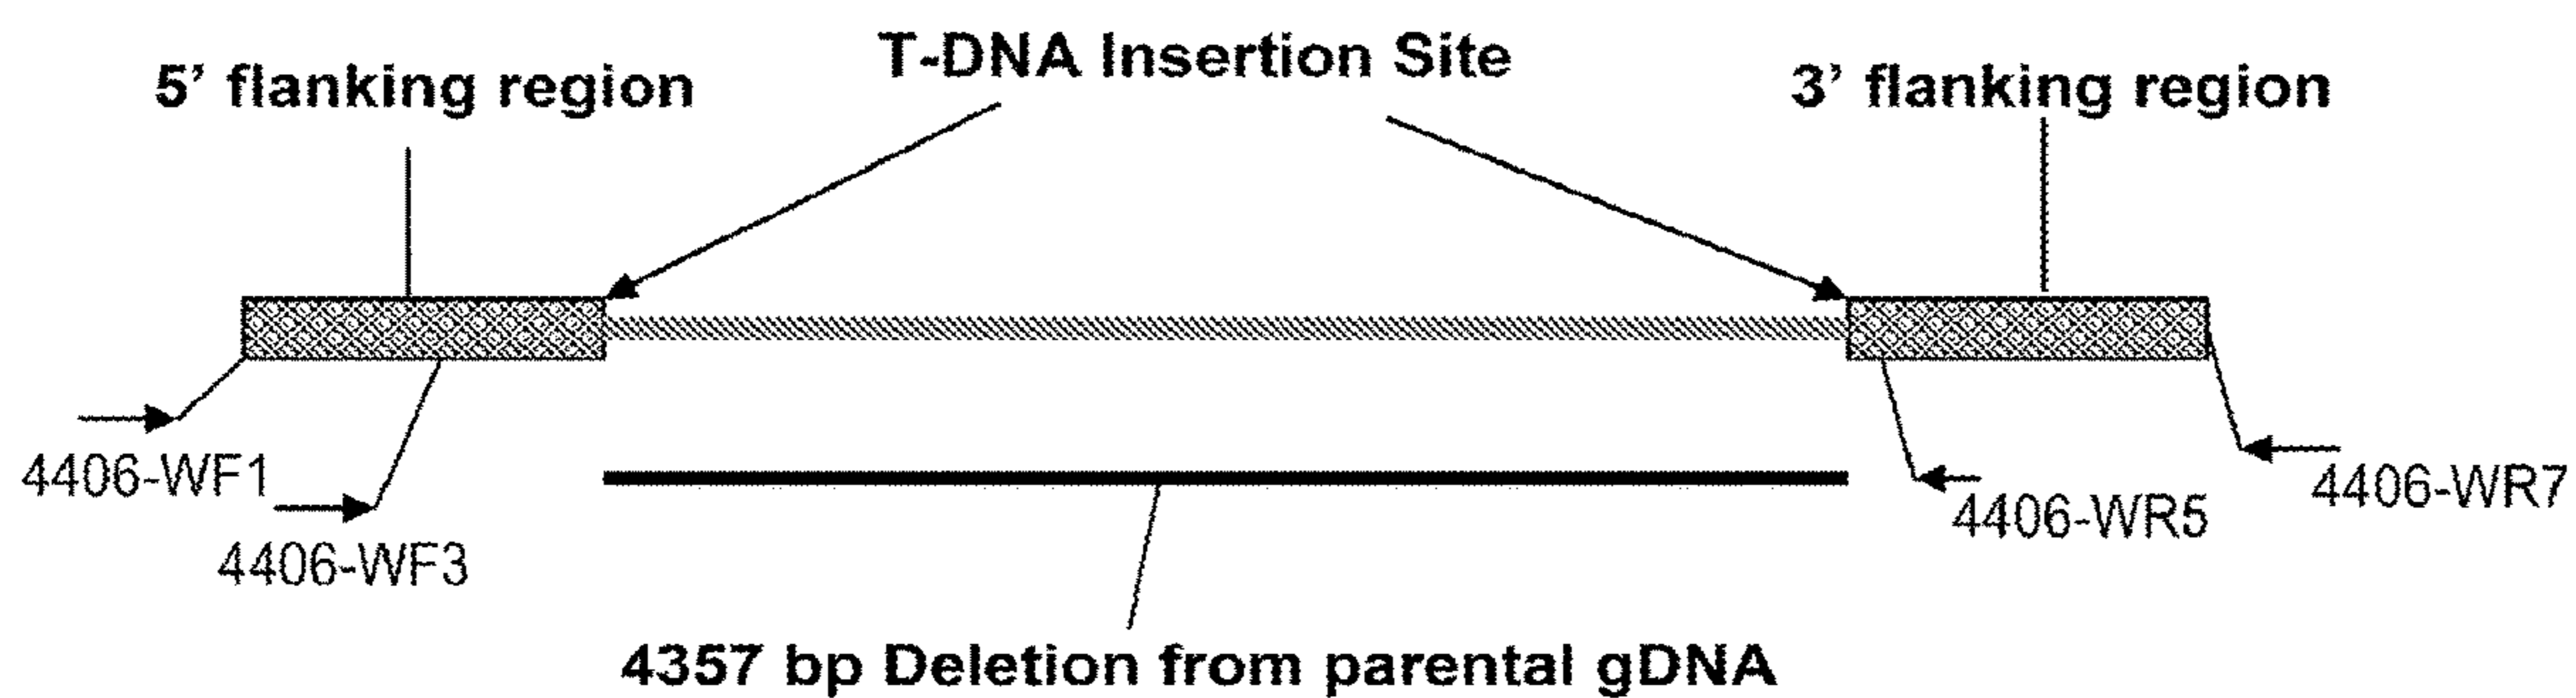 T-DNA Insertion Site
5’ flanking region
3’ flanking region
4406-WF1
4406-WR7
4406-WR5
4406-WF3
4357 bp Deletion from parental gDNA